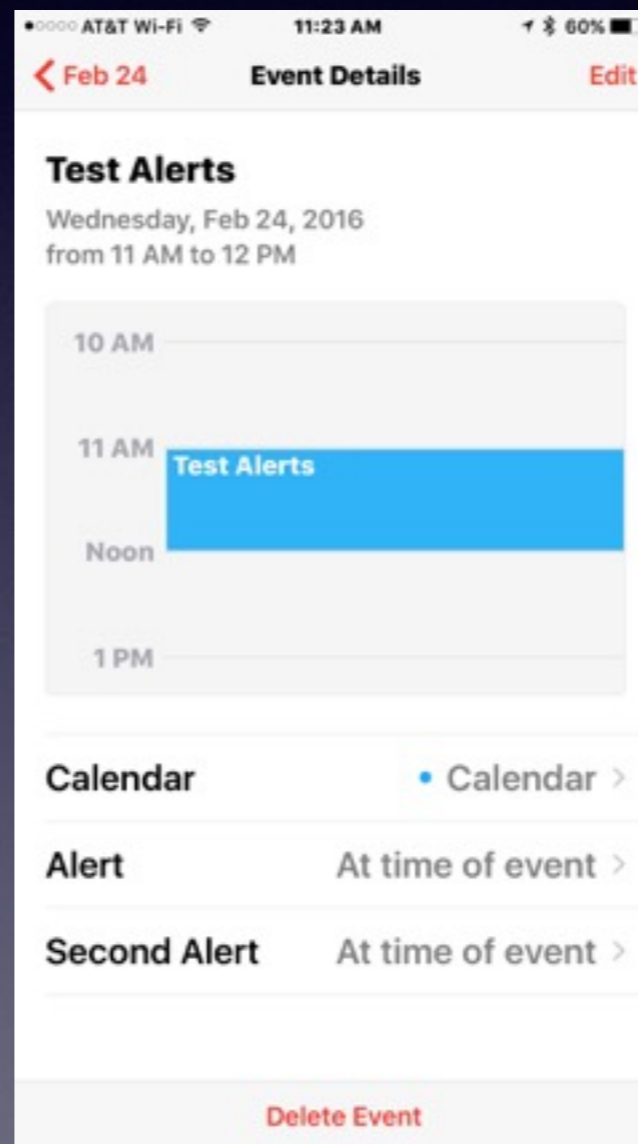 AT&T Wi-Fi 11:23 AM 60%
Feb 24 Event Details Edit
Test Alerts
Wednesday, Feb 24, 2016
from 11 AM to 12 PM
10 AM
11 AM
Test Alerts
Noon
1 PM
Calendar • Calendar >
Alert At time of event >
Second Alert At time of event >
Delete Event